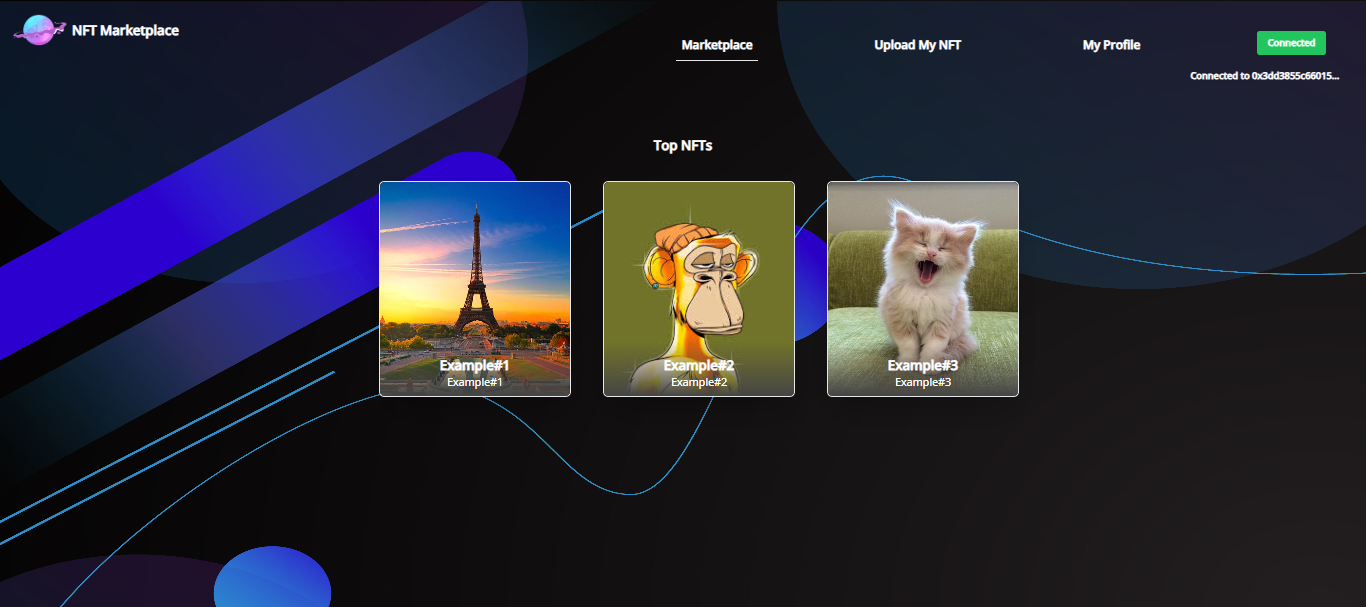 NFT Marketplace
Marketplace
Upload My NFT
My Profile
Connected
Connected to 0x3dd3855c66015...
Top NFTs
Example#1
Example#1
Example#2
Example#2
Example#3
Example#3